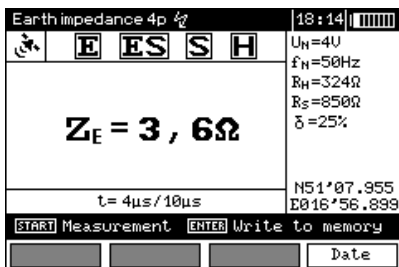 Earth impedance 4p
18:14
E ES S H
UN=4U
fN=50Hz
RH=324Ω
RS=850Ω
δ=25%
ZE = 3,6Ω
N51°07.955
E016°56.899
t= 4µs/10µs
START Measurement ENTER Write to memory
Date